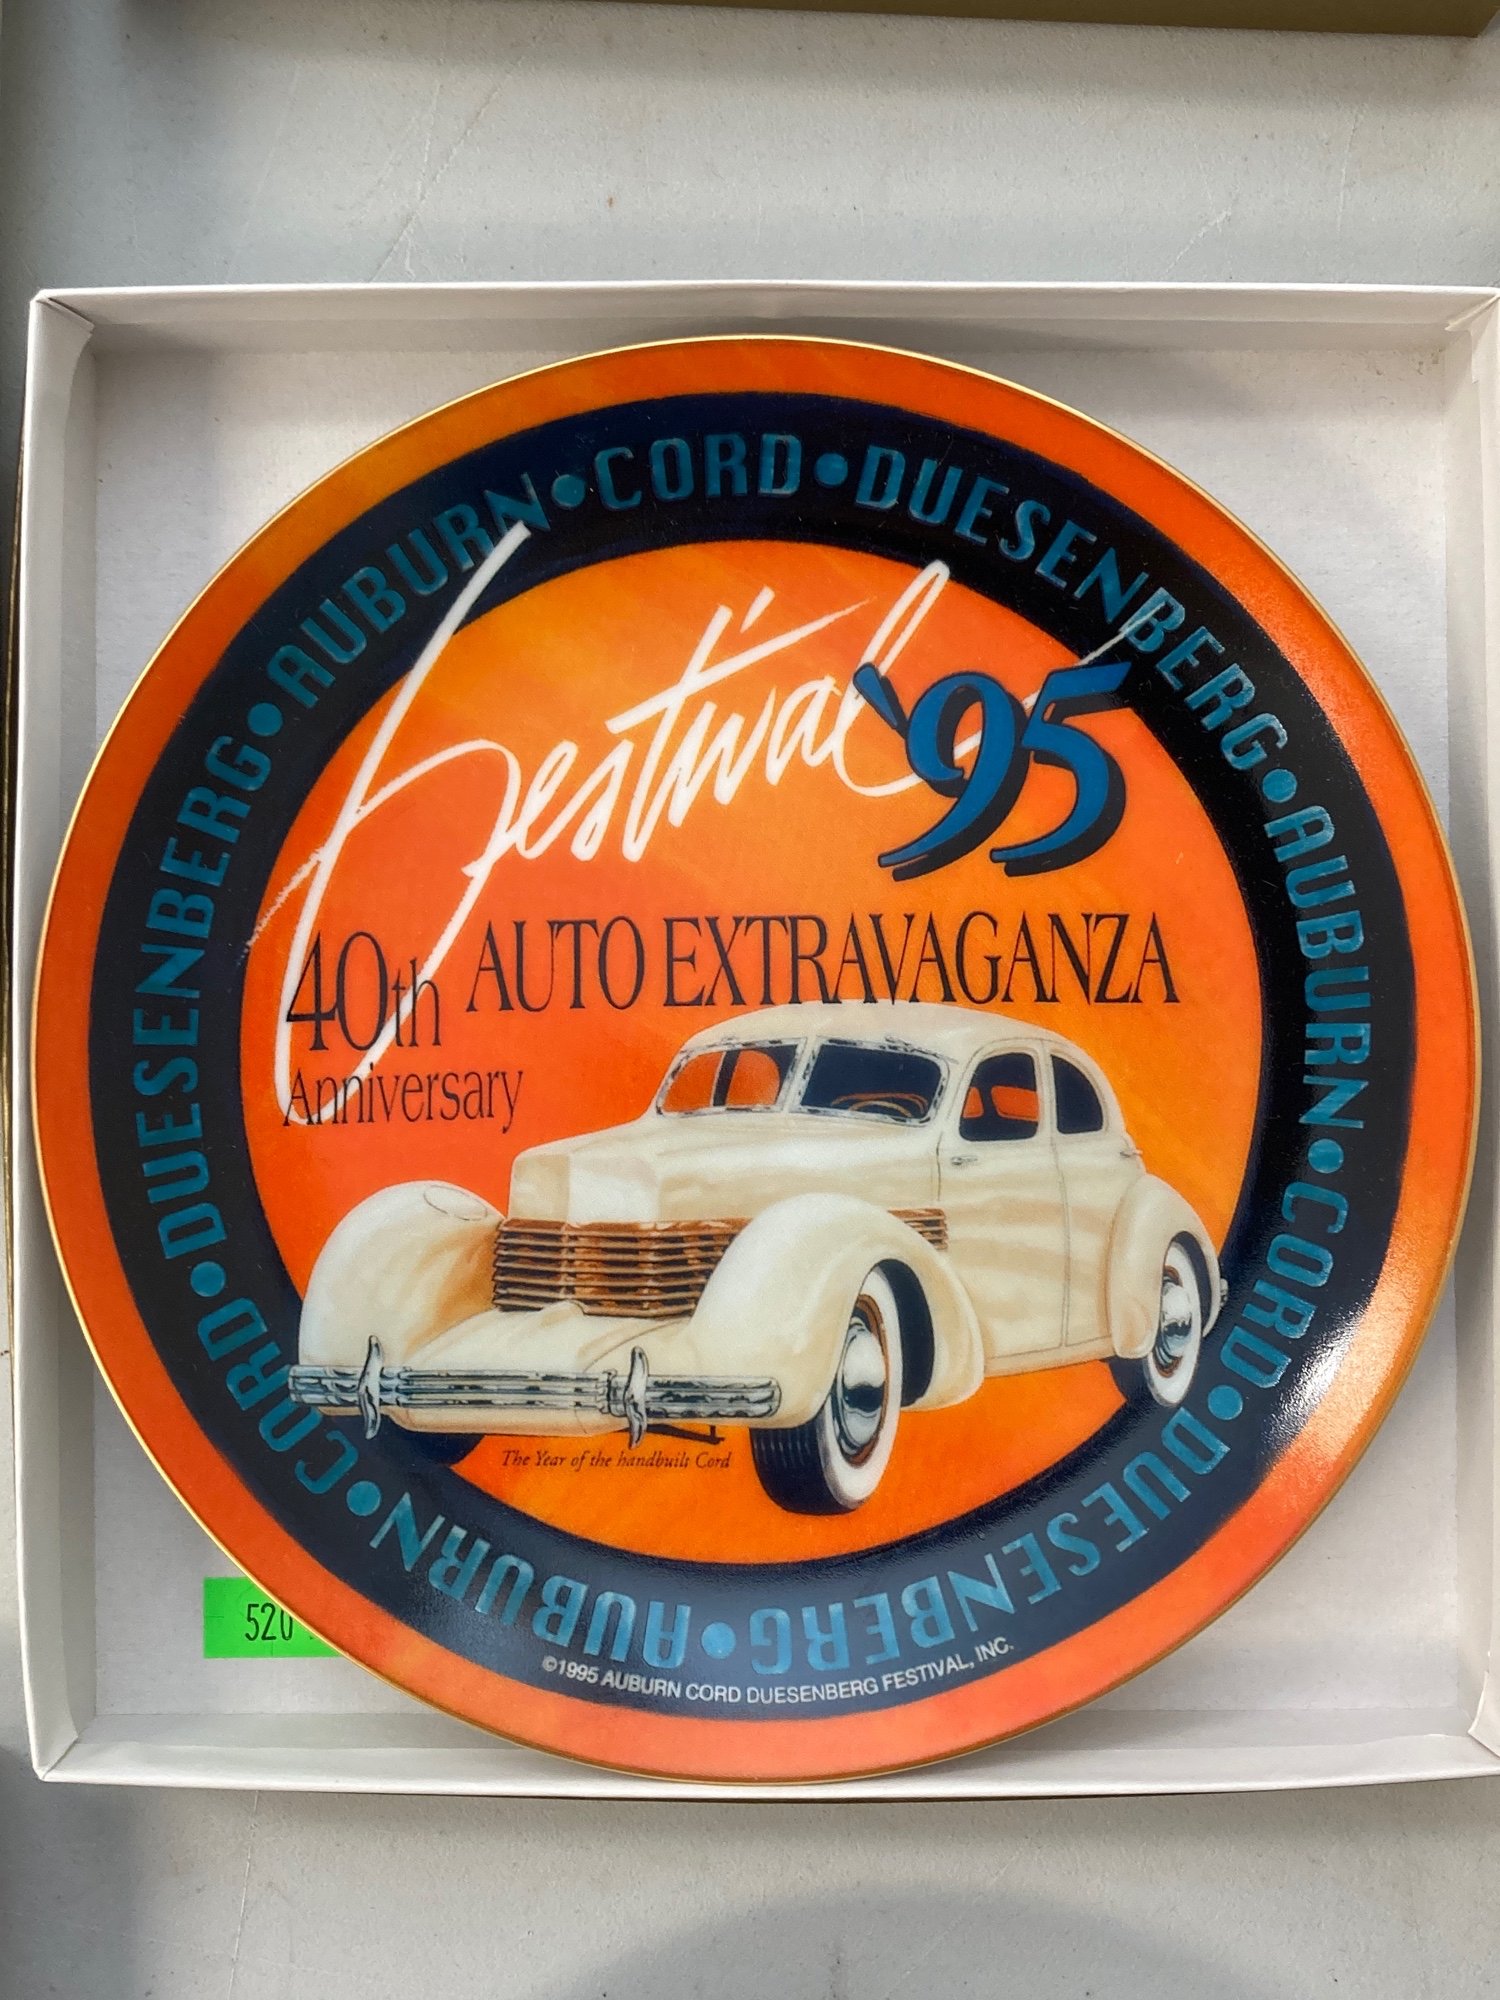 AUBURN • CORD • DUESENBERG • AUBURN • CORD • DUESENBERG • AUBURN • CORD • DUESENBERG •
Festival '95
AUTO EXTRAVAGANZA
40th
Anniversary
The Year of the handbuilt Cord
©1995 AUBURN CORD DUESENBERG FESTIVAL, INC.
520